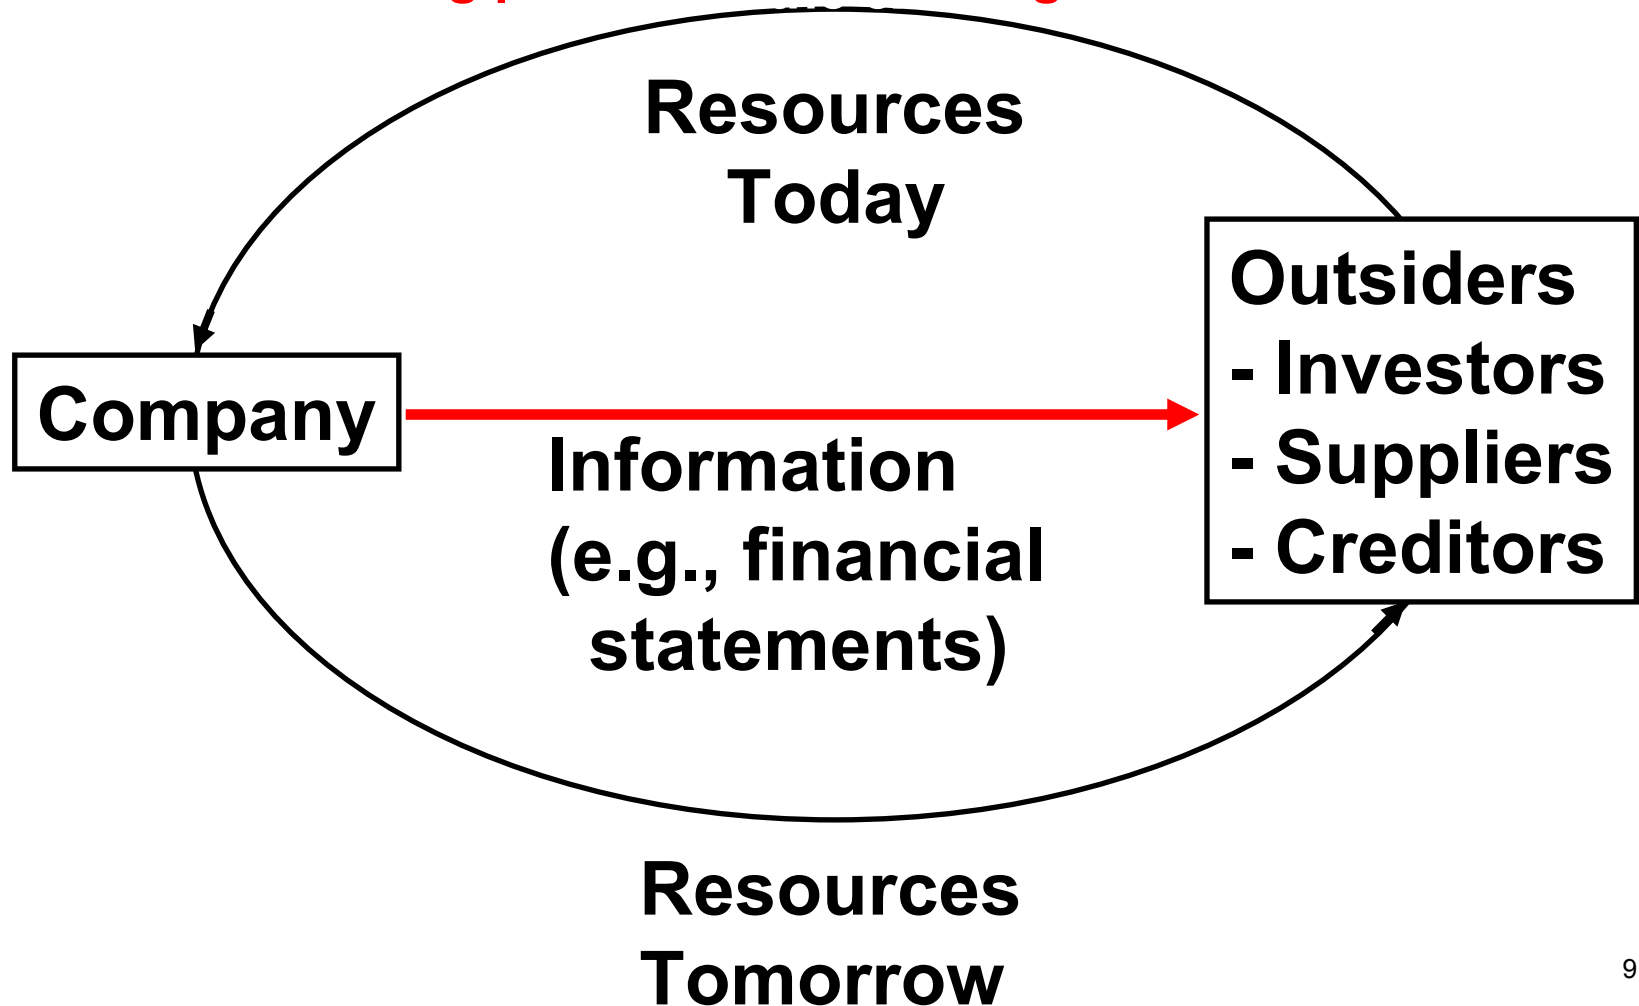 Resources
Today
Outsiders
- Investors
- Suppliers
- Creditors
Company
Information
(e.g., financial
statements)
Resources
Tomorrow
9